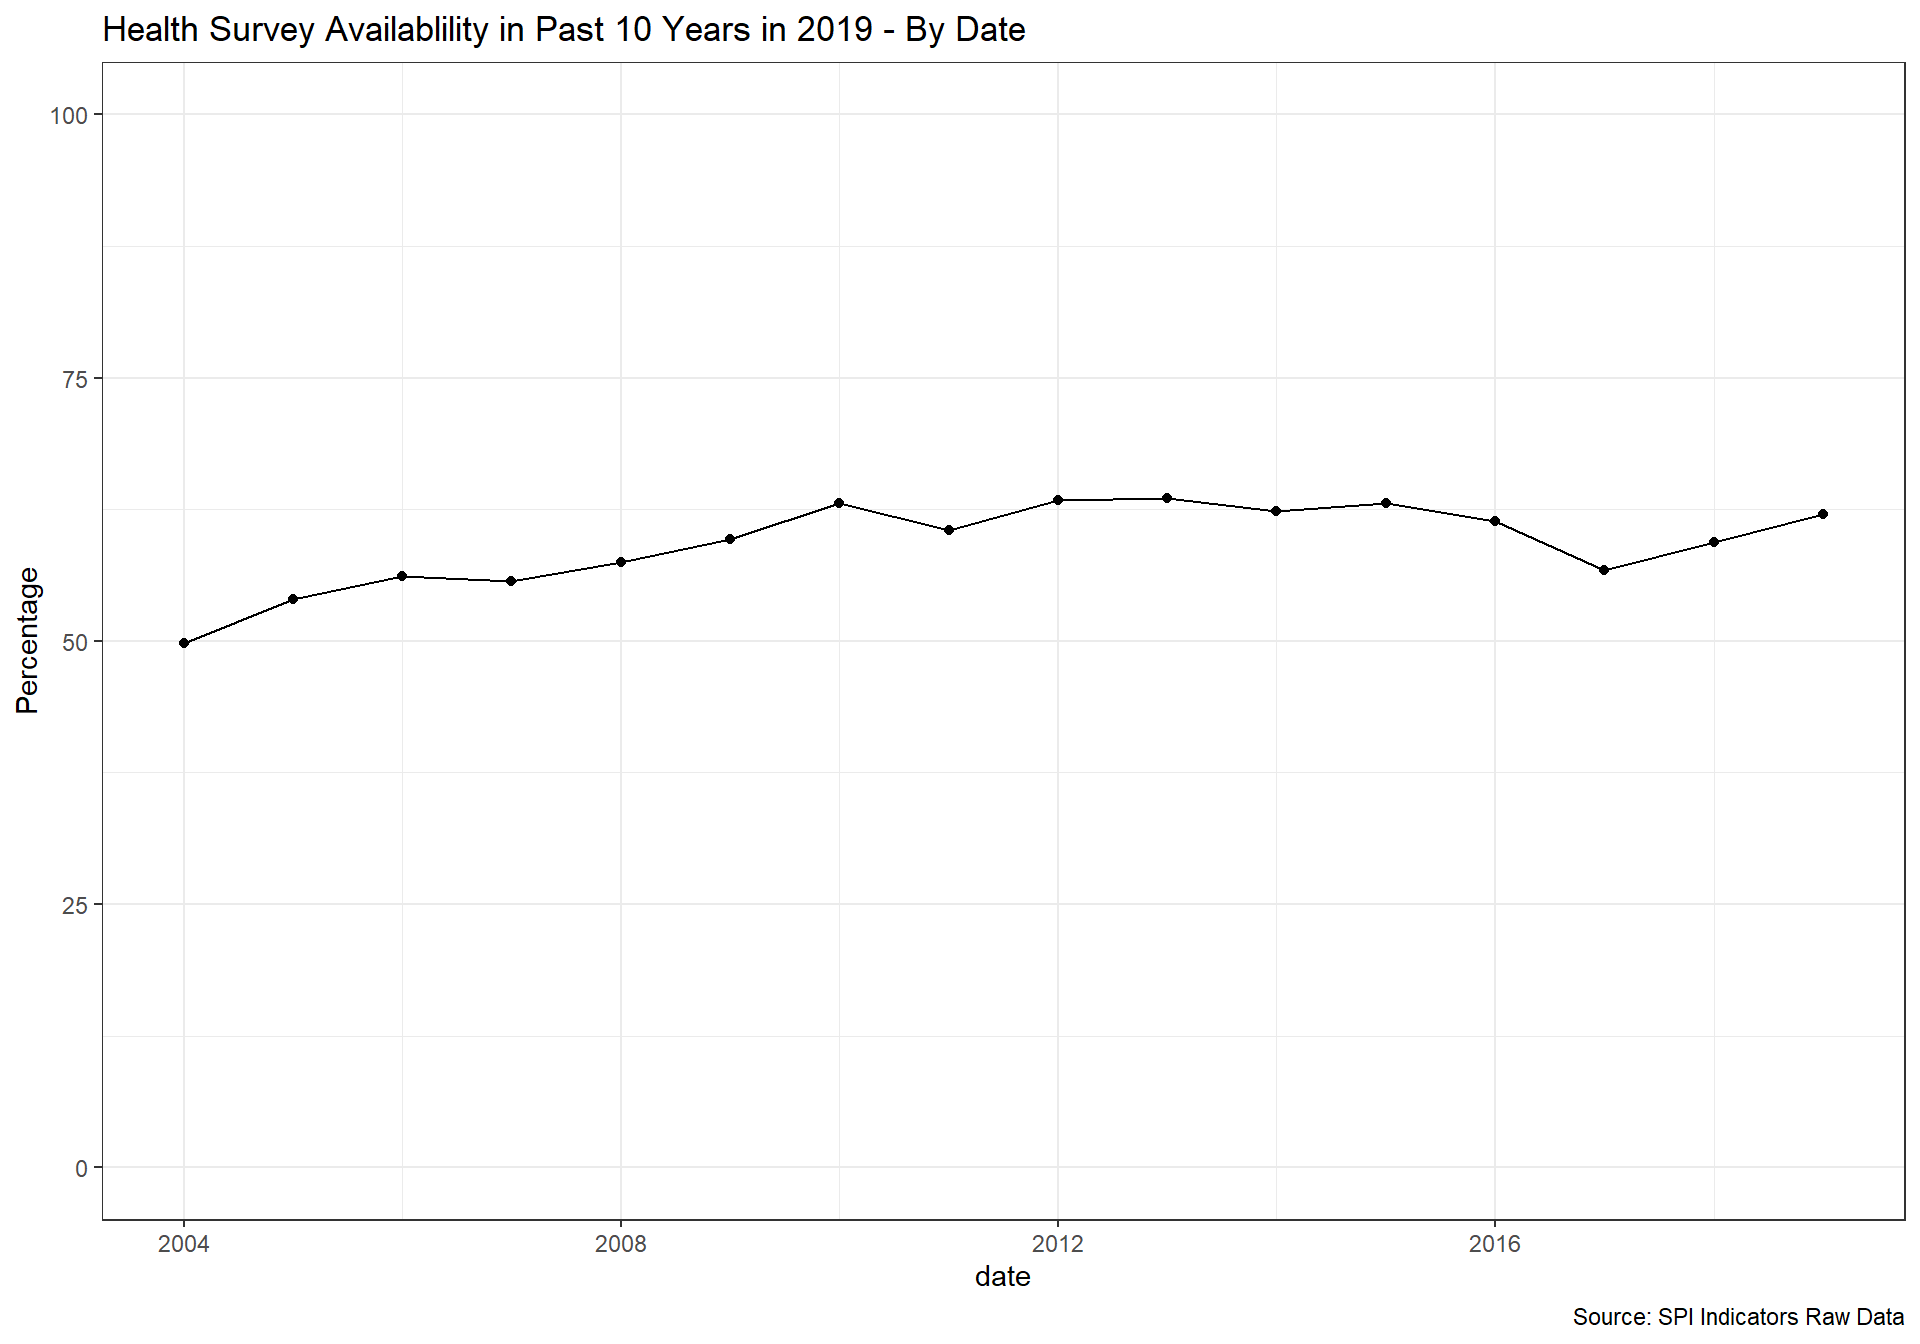 Health Survey Availablility in Past 10 Years in 2019 - By Date
100
75
50
25
0
Percentage
2004
2008
2012
2016
date
Source: SPI Indicators Raw Data